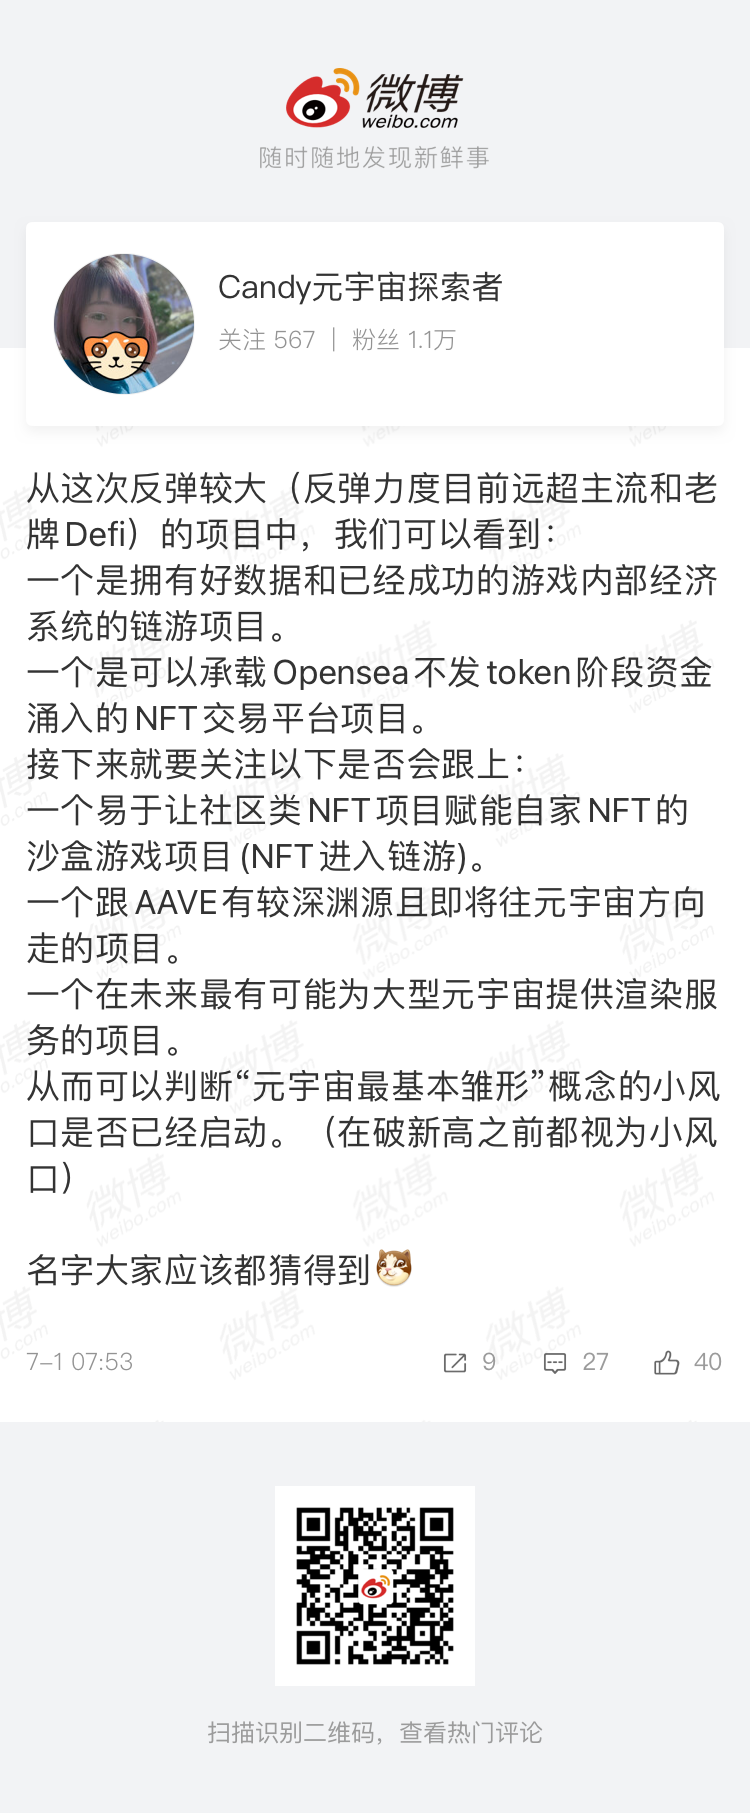 微博
weibo.com
随时随地发现新鲜事
Candy元宇宙探索者
关注 567 | 粉丝 1.1万
从这次反弹较大（反弹力度目前远超主流和老
牌Defi）的项目中，我们可以看到：
一个是拥有好数据和已经成功的游戏内部经济
系统的链游项目。
一个是可以承载Opensea不发token阶段资金
涌入的NFT交易平台项目。
接下来就要关注以下是否会跟上：
一个易于让社区类NFT项目赋能自家NFT的
沙盒游戏项目(NFT进入链游)。
一个跟AAVE有较深渊源且即将往元宇宙方向
走的项目。
一个在未来最有可能为大型元宇宙提供渲染服
务的项目。
从而可以判断“元宇宙最基本雏形”概念的小风
口是否已经启动。（在破新高之前都视为小风
口）
名字大家应该都猜得到
7-1 07:53 9 27 40
扫描识别二维码，查看热门评论